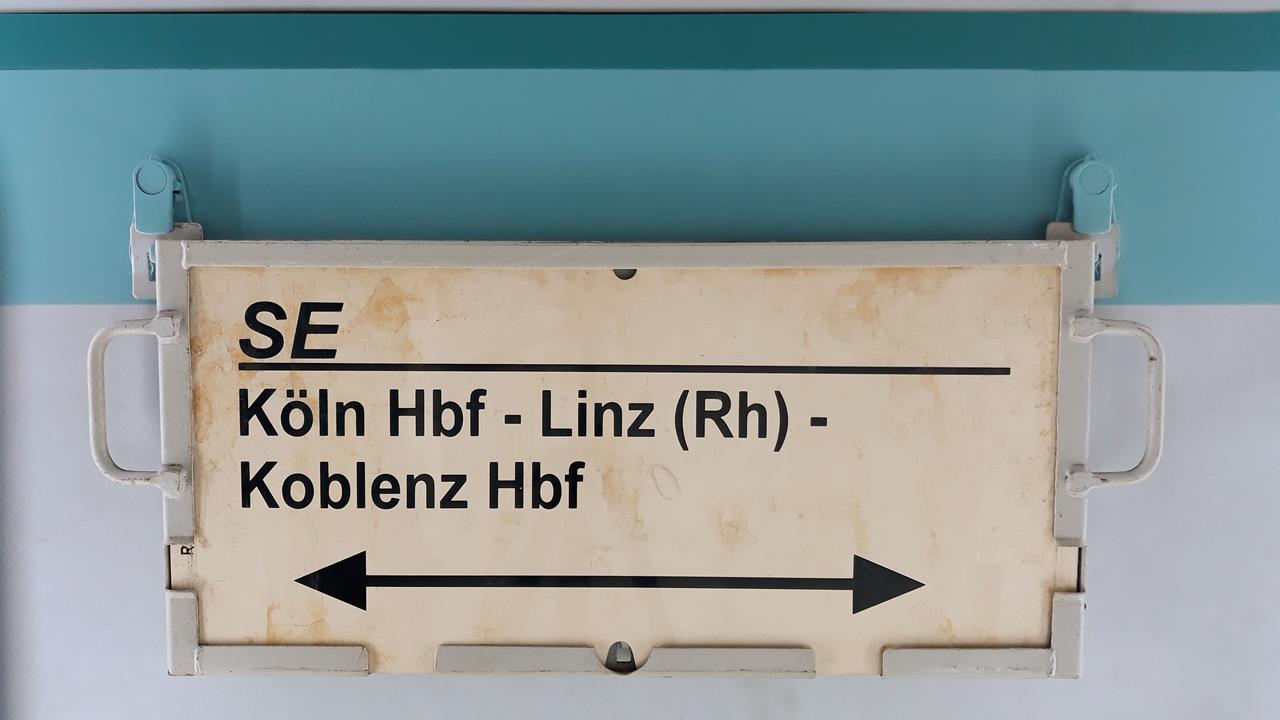 SE
Köln Hbf - Linz (Rh) -
Koblenz Hbf
R